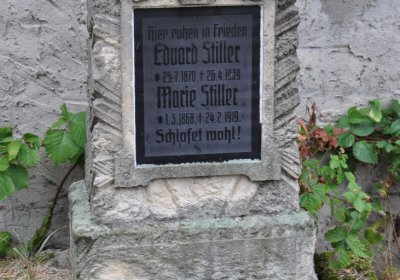 Hier ruhen in Frieden
Eduard Stiller
* 25.7.1870 † 26.4.1939
Marie Stiller
* 1.3.1868 † 24.2.1919.
Schlafet wohl!